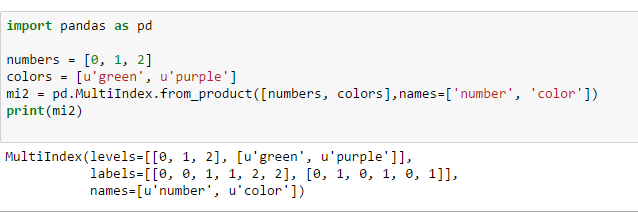 import pandas as pd
numbers = [0, 1, 2]
colors = [u'green', u'purple']
mi2 = pd.MultiIndex.from_product([numbers, colors],names=['number', 'color'])
print(mi2)
MultiIndex(levels=[[0, 1, 2], [u'green', u'purple']],
labels=[[0, 0, 1, 1, 2, 2], [0, 1, 0, 1, 0, 1]],
names=[u'number', u'color'])